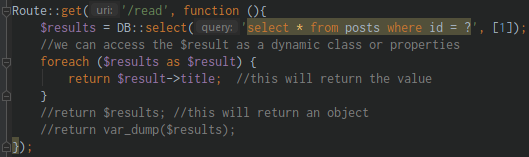 Route::get( uri: '/read', function (){
$results = DB::select( query: 'select * from posts where id = ?', [1]);
//we can access the $result as a dynamic class or properties
foreach ($results as $result) {
return $result->title;  //this will return the value
}
//return $results; //this will return an object
//return var_dump($results);
});